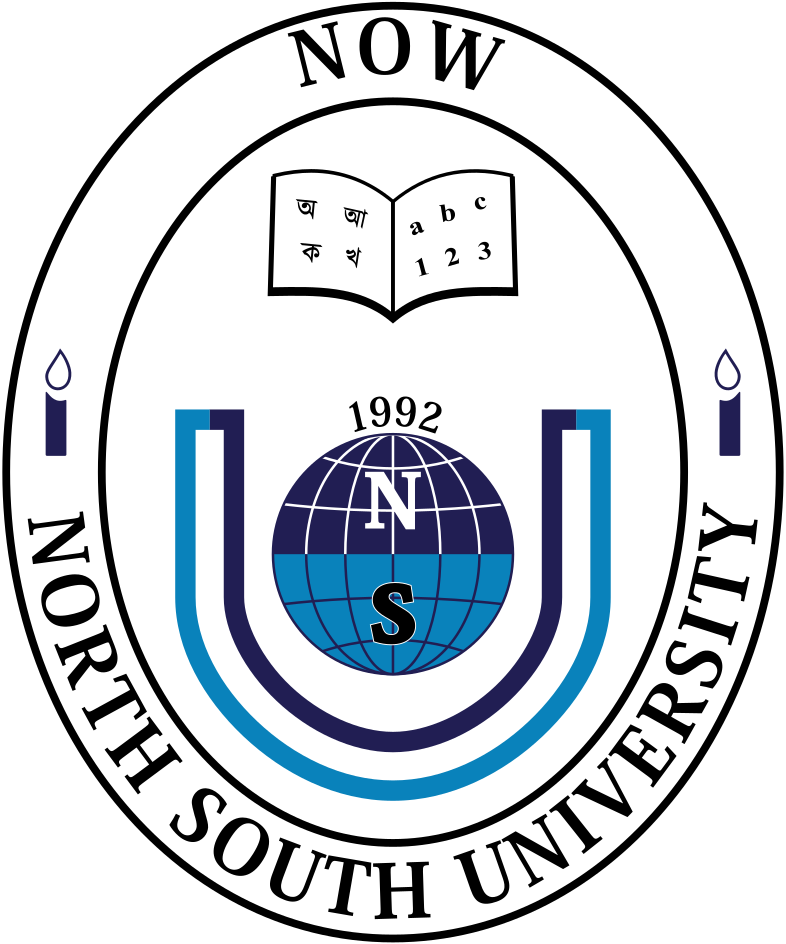 NOW
অ আ
ক খ
a b c
1 2 3
1992
N
S
NORTH SOUTH UNIVERSITY